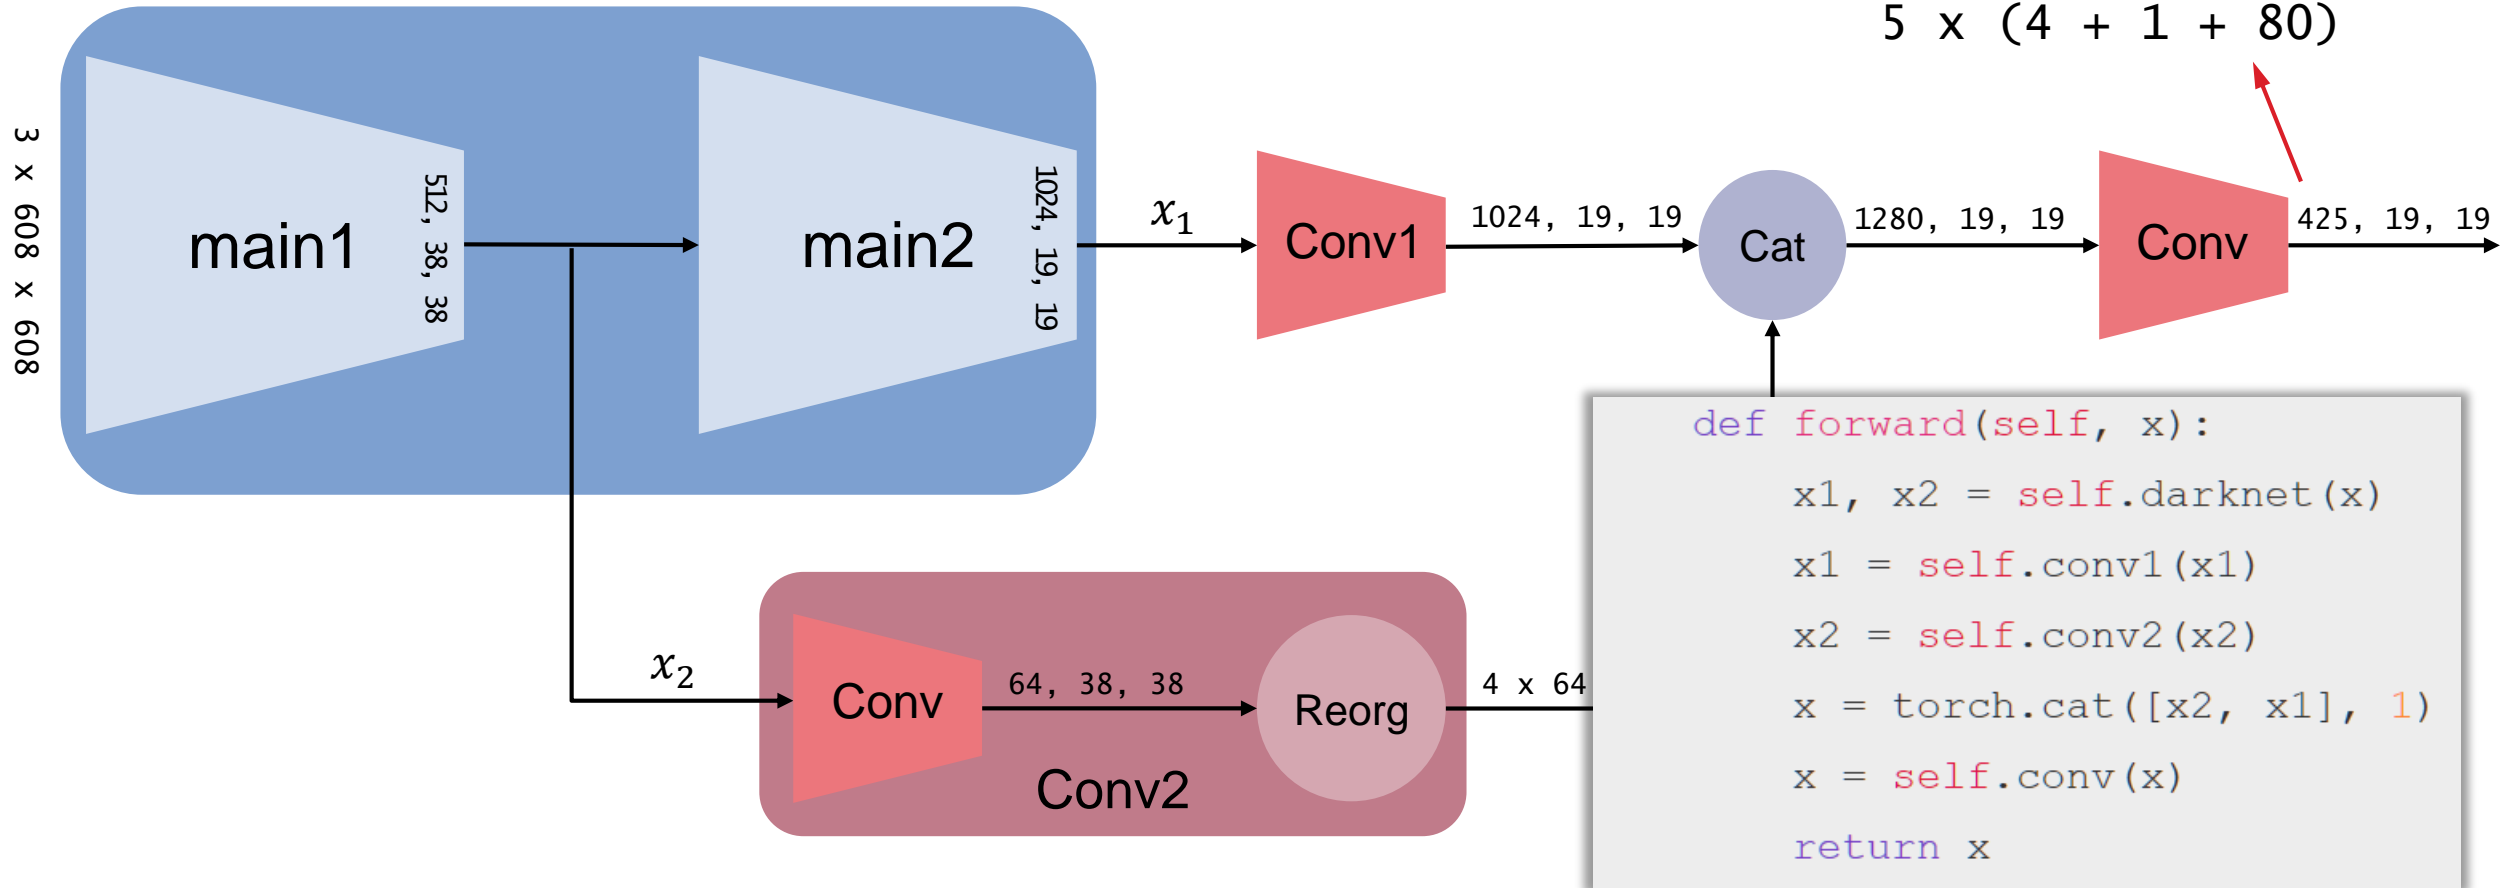 5 x (4 + 1 + 80)
3 x 608 x 608
main1
512, 38, 38
main2
1024, 19, 19
x₁
Conv1
1024, 19, 19
Cat
1280, 19, 19
Conv
425, 19, 19
x₂
Conv
64, 38, 38
Reorg
4 x 64
Conv2
def forward(self, x):
x1, x2 = self.darknet(x)
x1 = self.conv1(x1)
x2 = self.conv2(x2)
x = torch.cat([x2, x1], 1)
x = self.conv(x)
return x